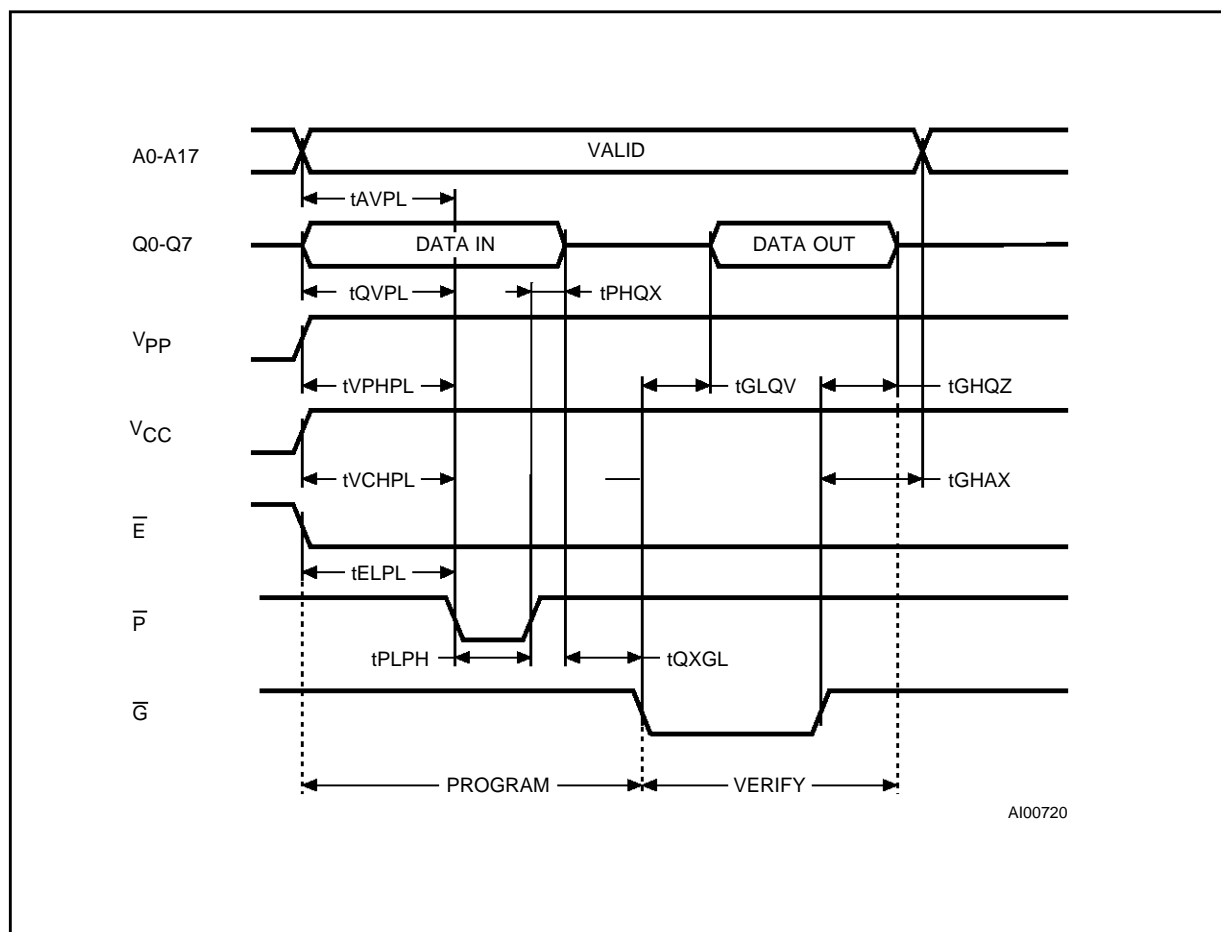 A0-A17
VALID
tAVPL
Q0-Q7
DATA IN
DATA OUT
tQVPL
tPHQX
VPP
tVPHPL
tGLQV
tGHQZ
VCC
tVCHPL
tGHAX
E
tELPL
P
tPLPH
tQXGL
G
PROGRAM
VERIFY
AI00720